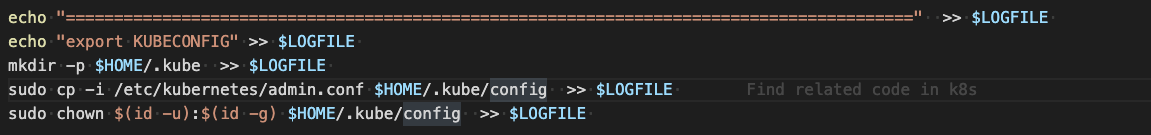 echo "========================================================================================" >> $LOGFILE
echo "export KUBECONFIG" >> $LOGFILE
mkdir -p $HOME/.kube >> $LOGFILE
sudo cp -i /etc/kubernetes/admin.conf $HOME/.kube/config >> $LOGFILE Find related code in k8s
sudo chown $(id -u):$(id -g) $HOME/.kube/config >> $LOGFILE